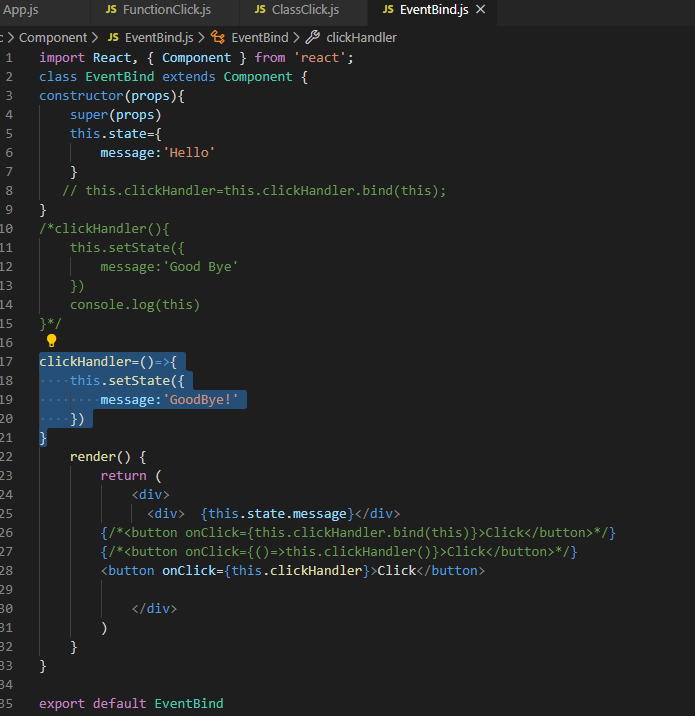 App.js JS FunctionClick.js JS ClassClick.js JS EventBind.js
c > Component > JS EventBind.js > EventBind > clickHandler
1 import React, { Component } from 'react';
2 class EventBind extends Component {
3 constructor(props){
4 super(props)
5 this.state={
6 message:'Hello'
7 }
8 // this.clickHandler=this.clickHandler.bind(this);
9 }
10 /*clickHandler(){
11 this.setState({
12 message:'Good Bye'
13 })
14 console.log(this)
15 }*/
16
17 clickHandler=()=>{
18 this.setState({
19 message:'GoodBye!'
20 })
21 }
22 render() {
23 return (
24 <div>
25 <div> {this.state.message}</div>
26 {/*<button onClick={this.clickHandler.bind(this)}>Click</button>*/}
27 {/*<button onClick={()=>this.clickHandler()}>Click</button>*/}
28 <button onClick={this.clickHandler}>Click</button>
29
30 </div>
31 )
32 }
33 }
34
35 export default EventBind